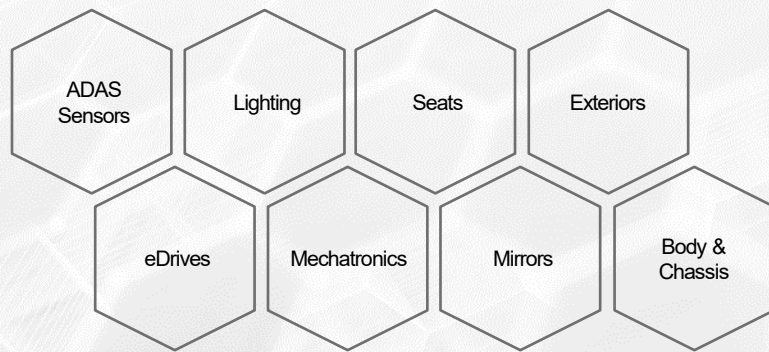 ADAS
Sensors
Lighting
Seats
Exteriors
eDrives
Mechatronics
Mirrors
Body &
Chassis